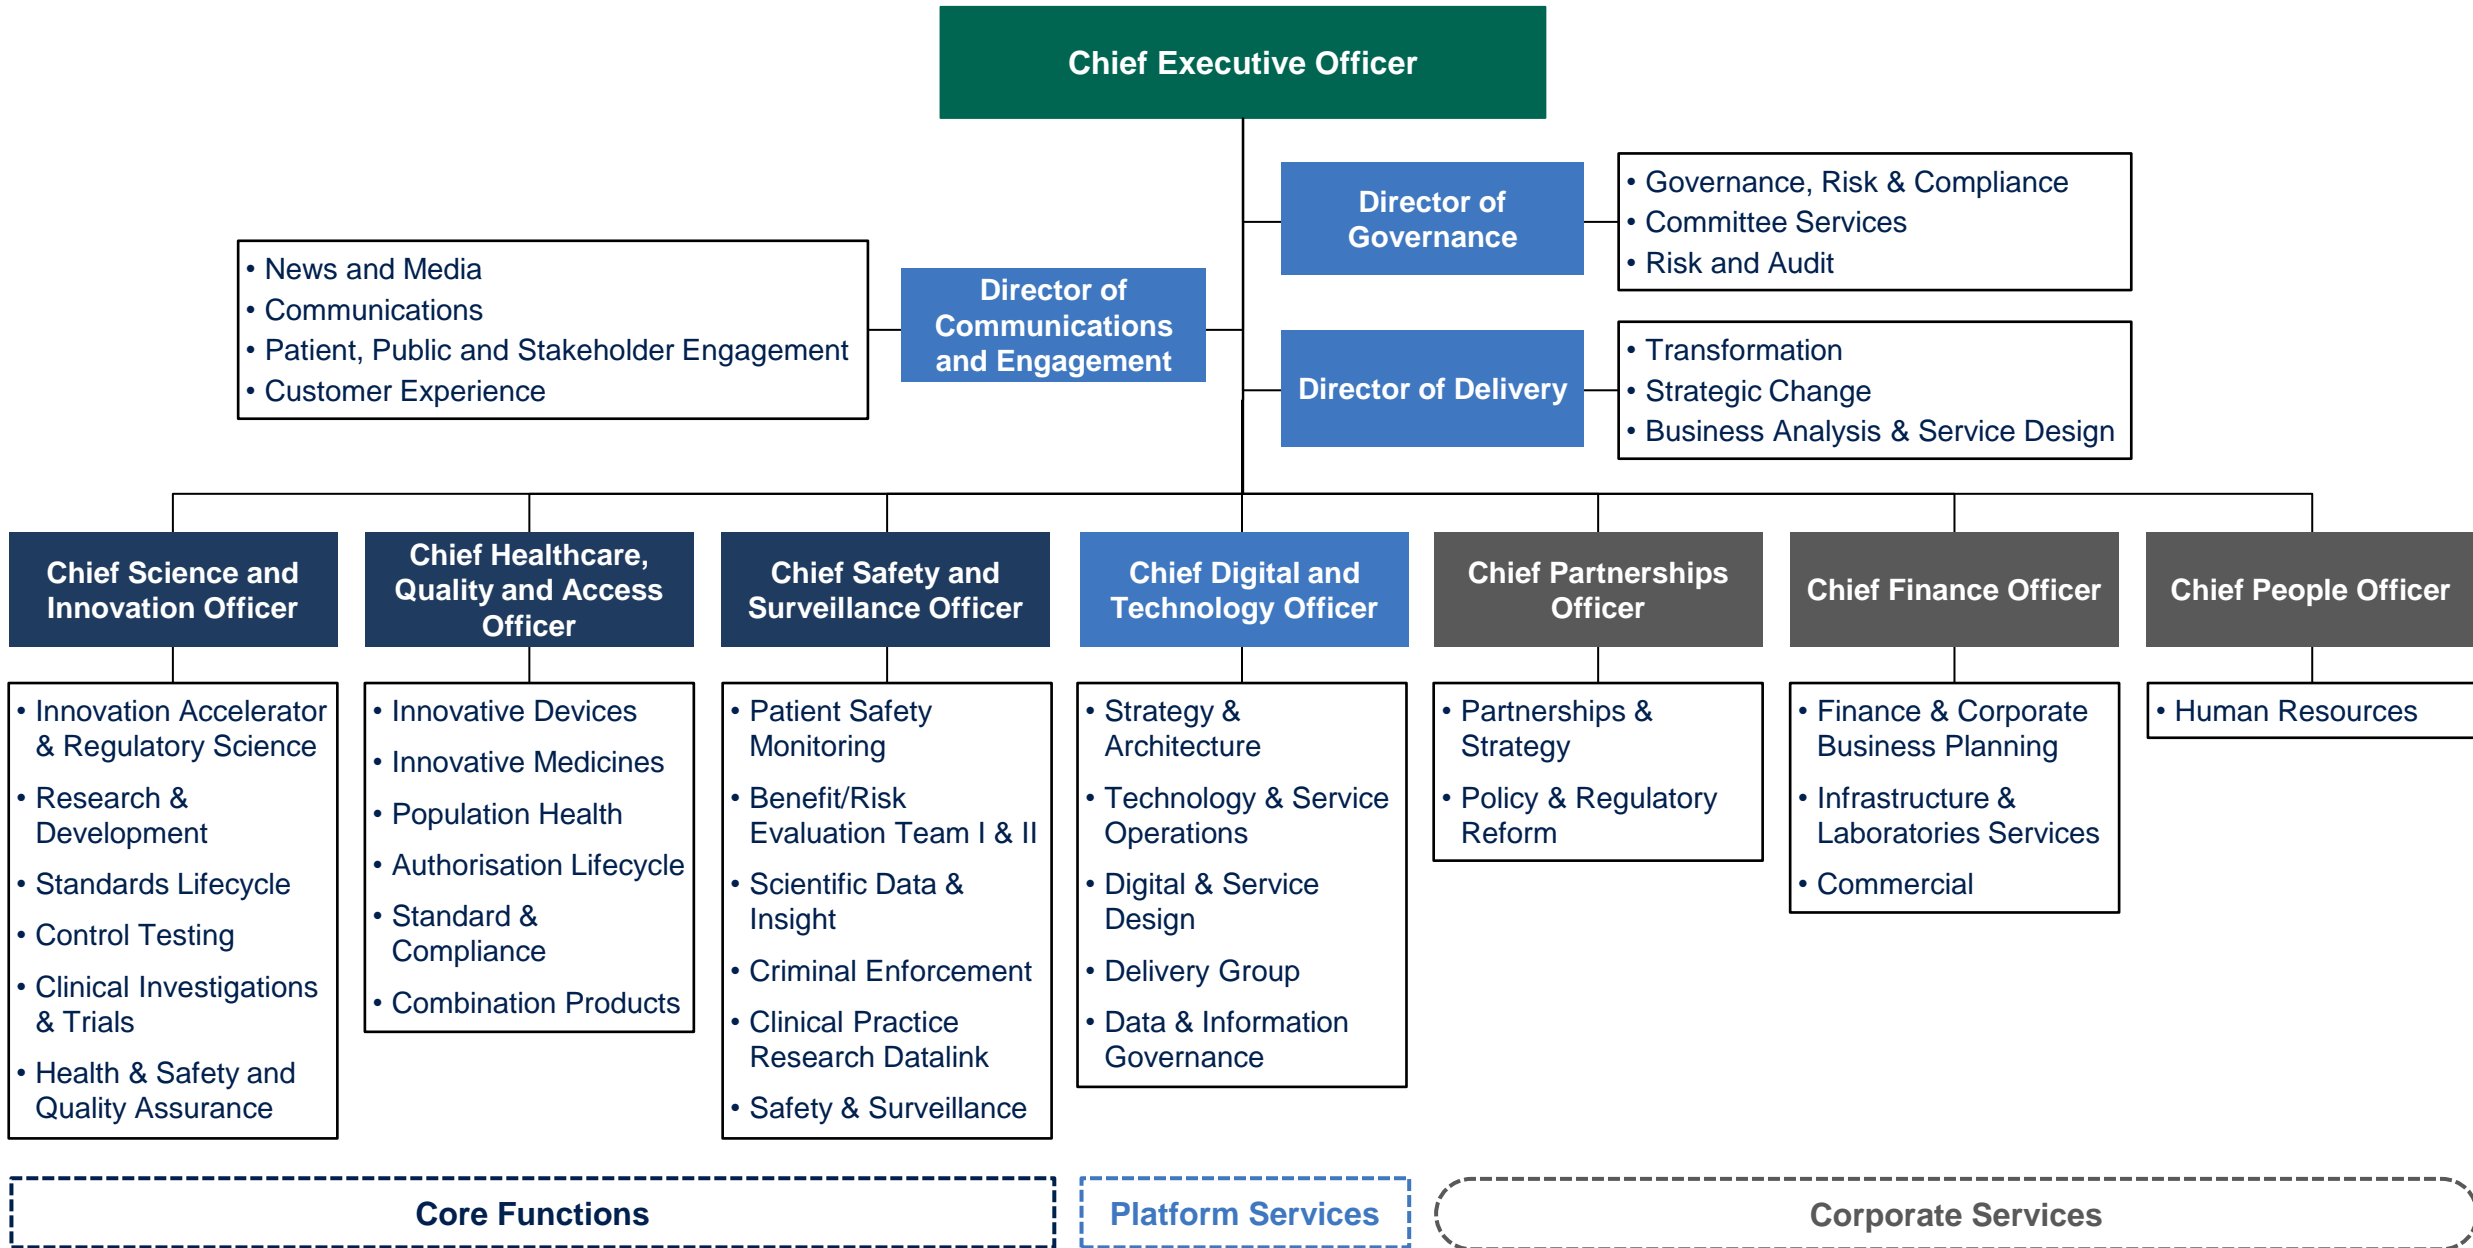 Chief Executive Officer
Director of
Governance
• Governance, Risk & Compliance
• Committee Services
• Risk and Audit
• News and Media
• Communications
• Patient, Public and Stakeholder Engagement
• Customer Experience
Director of
Communications
and Engagement
Director of Delivery
• Transformation
• Strategic Change
• Business Analysis & Service Design
Chief Science and
Innovation Officer
Chief Healthcare,
Quality and Access
Officer
Chief Safety and
Surveillance Officer
Chief Digital and
Technology Officer
Chief Partnerships
Officer
Chief Finance Officer
Chief People Officer
• Innovation Accelerator
& Regulatory Science
• Research &
Development
• Standards Lifecycle
• Control Testing
• Clinical Investigations
& Trials
• Health & Safety and
Quality Assurance
• Innovative Devices
• Innovative Medicines
• Population Health
• Authorisation Lifecycle
• Standard &
Compliance
• Combination Products
• Patient Safety
Monitoring
• Benefit/Risk
Evaluation Team I & II
• Scientific Data &
Insight
• Criminal Enforcement
• Clinical Practice
Research Datalink
• Safety & Surveillance
• Strategy &
Architecture
• Technology & Service
Operations
• Digital & Service
Design
• Delivery Group
• Data & Information
Governance
• Partnerships &
Strategy
• Policy & Regulatory
Reform
• Finance & Corporate
Business Planning
• Infrastructure &
Laboratories Services
• Commercial
• Human Resources
Core Functions
Platform Services
Corporate Services